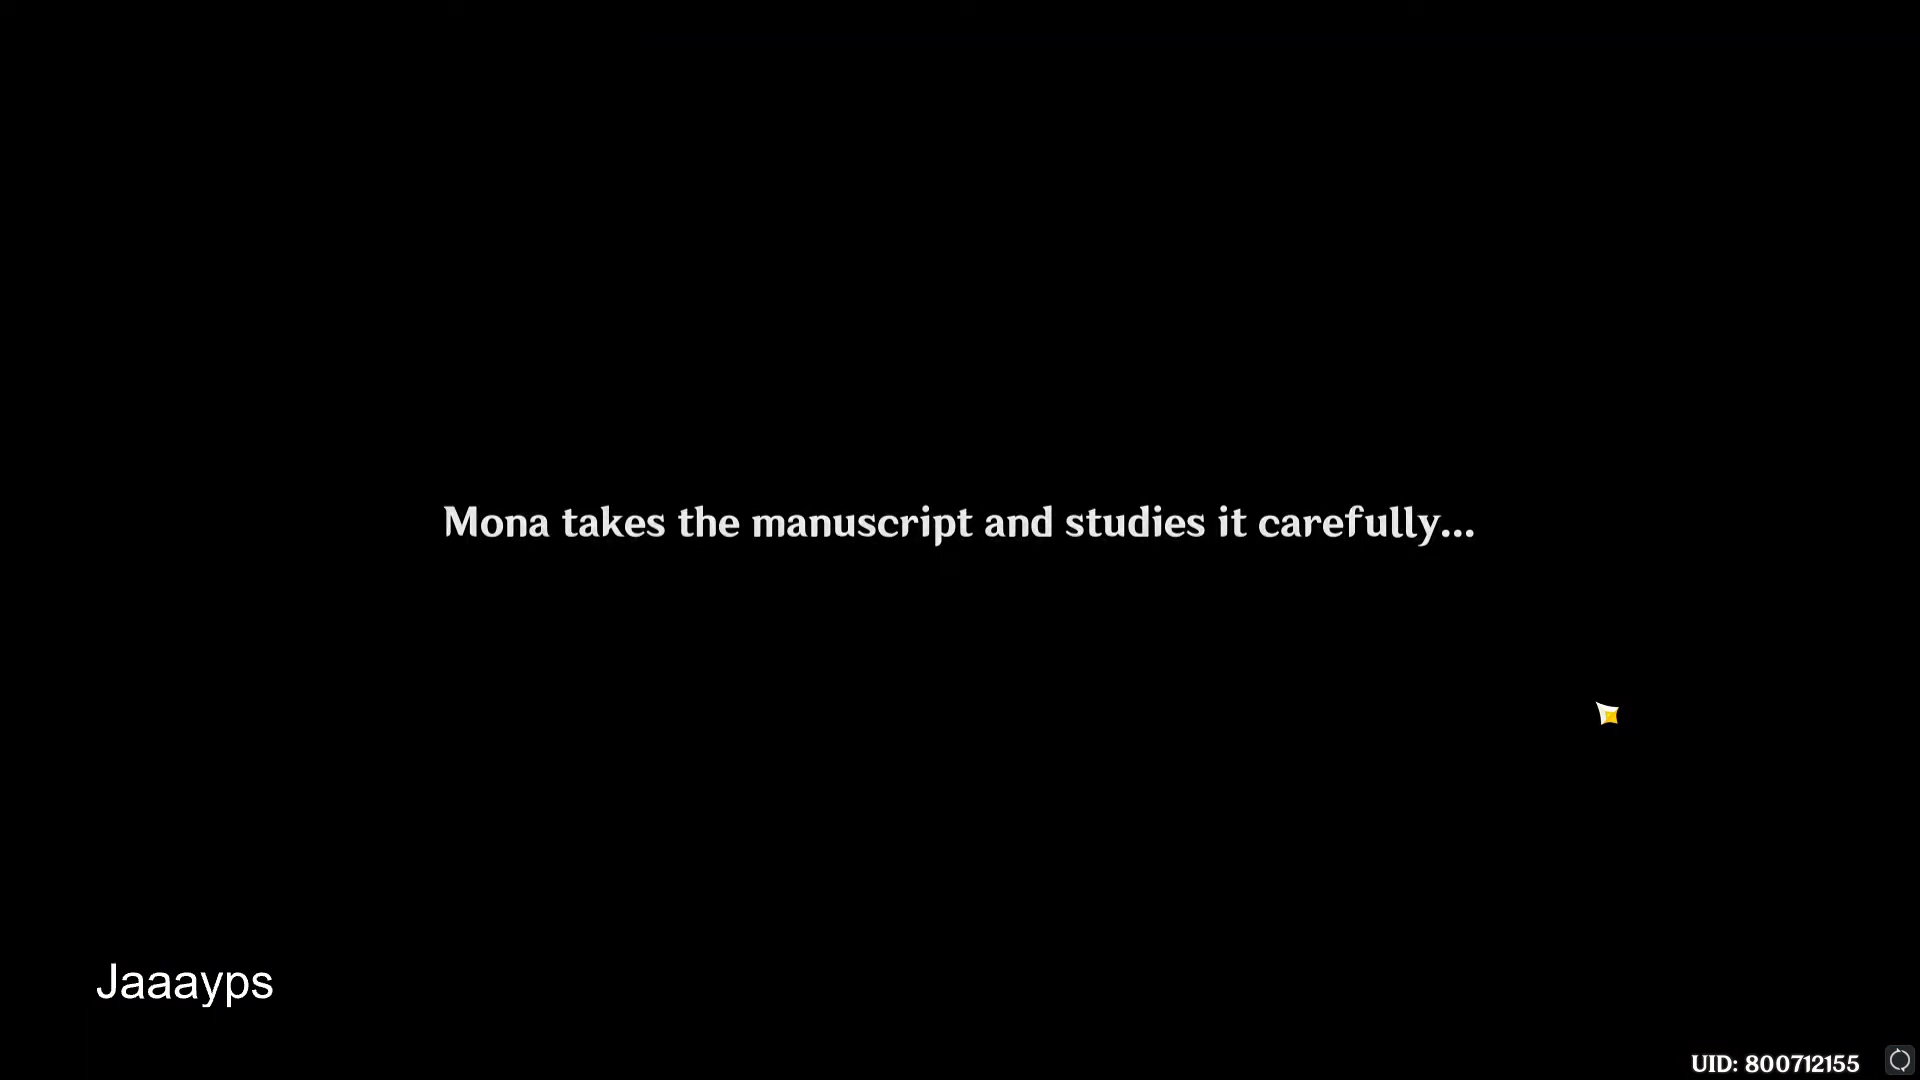 Mona takes the manuscript and studies it carefully...
Jaaayps
UID: 800712155